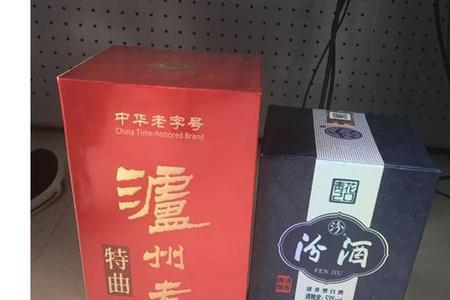 中华老字号
China Time-honored Brand
泸州老
特曲
汾
汾酒
FEN JIU
清香型白酒